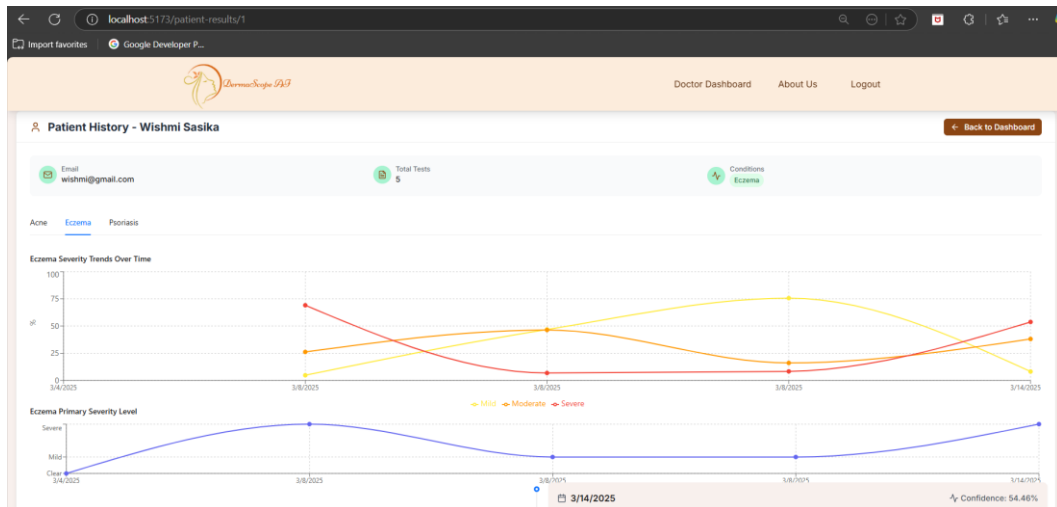 localhost:5173/patient-results/1
Import favorites
Google Developer P...
DermacScope Def
Doctor Dashboard
About Us
Logout
Patient History - Wishmi Sasika
Back to Dashboard
Email
wishmi@gmail.com
Total Tests
5
Conditions
Eczema
Acne
Eczema
Psoriasis
Eczema Severity Trends Over Time
100
75
%
50
25
0
3/4/2025
3/8/2025
3/8/2025
3/8/2025
3/14/2025
Mild
Moderate
Severe
Eczema Primary Severity Level
Severe
Mild
Clear
3/4/2025
3/8/2025
3/8/2025
3/8/2025
3/14/2025
3/14/2025
Confidence: 54.46%